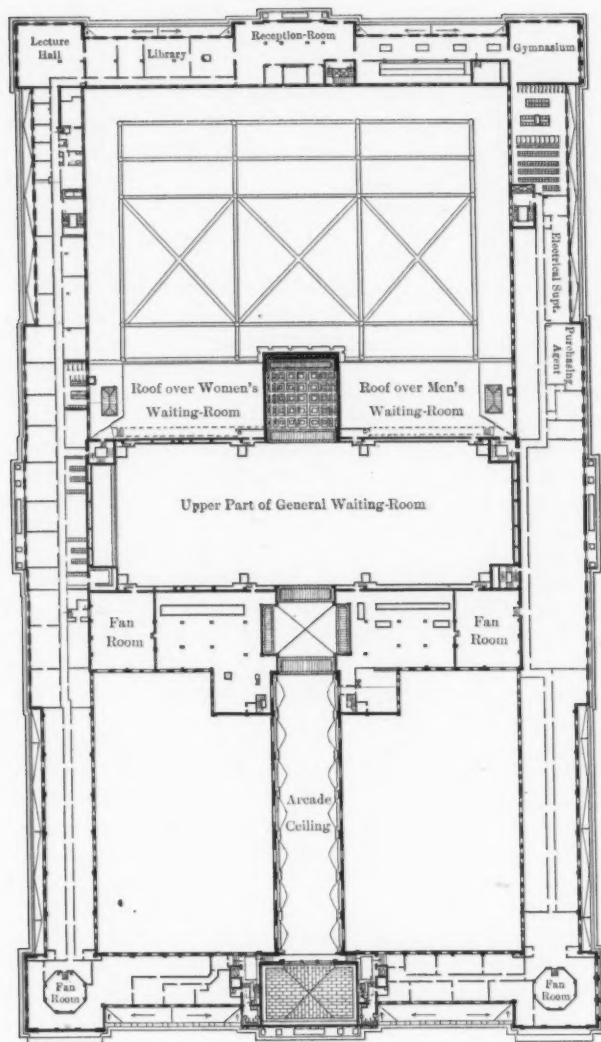 Lecture
Hall
Library
Reception-Room
Gymnasium
Electrical Supt.
Purchasing
Agent
Roof over Women's
Waiting-Room
Roof over Men's
Waiting-Room
Upper Part of General Waiting-Room
Fan
Room
Fan
Room
Arcade
Ceiling
Fan
Room
Fan
Room